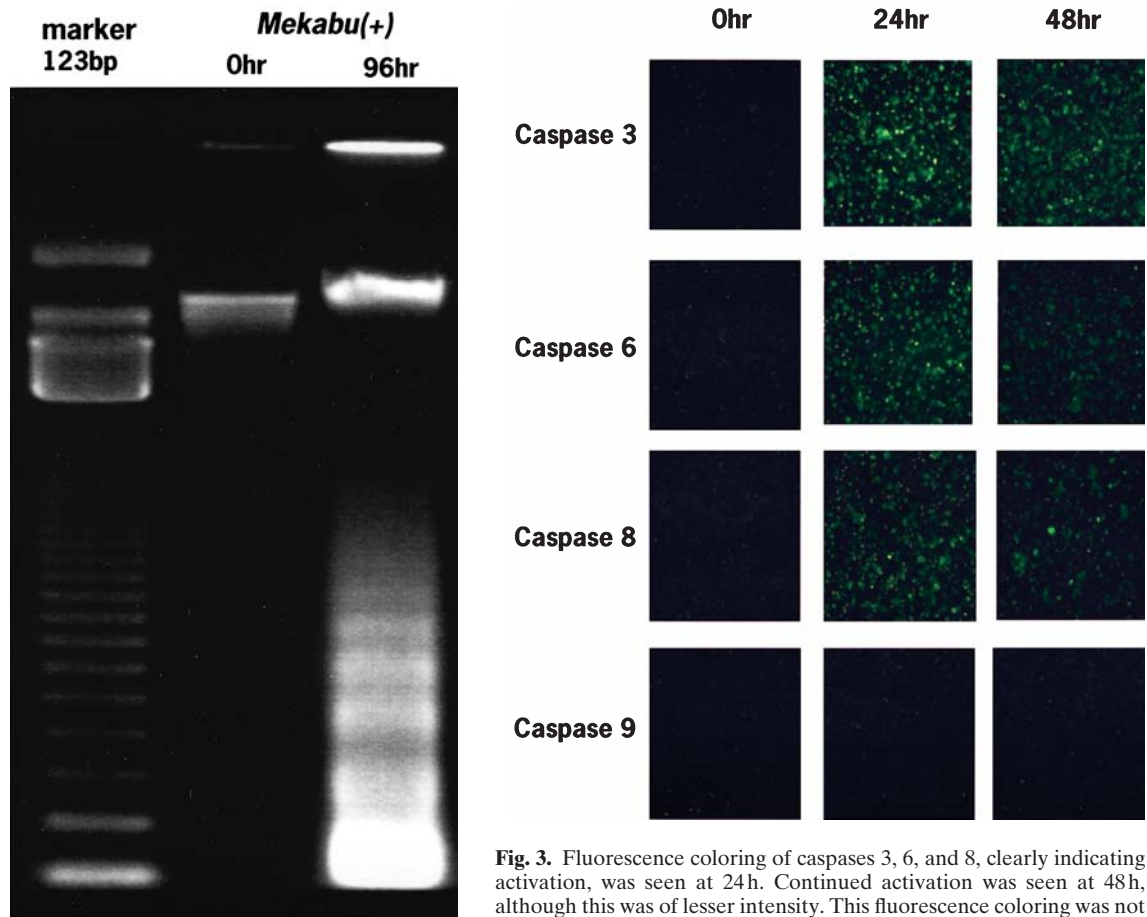 marker
123bp
Mekabu(+)
0hr
96hr
0hr 24hr 48hr
Caspase 3
Caspase 6
Caspase 8
Caspase 9
Fig. 3. Fluorescence coloring of caspases 3, 6, and 8, clearly indicating
activation, was seen at 24 h. Continued activation was seen at 48 h,
although this was of lesser intensity. This fluorescence coloring was not